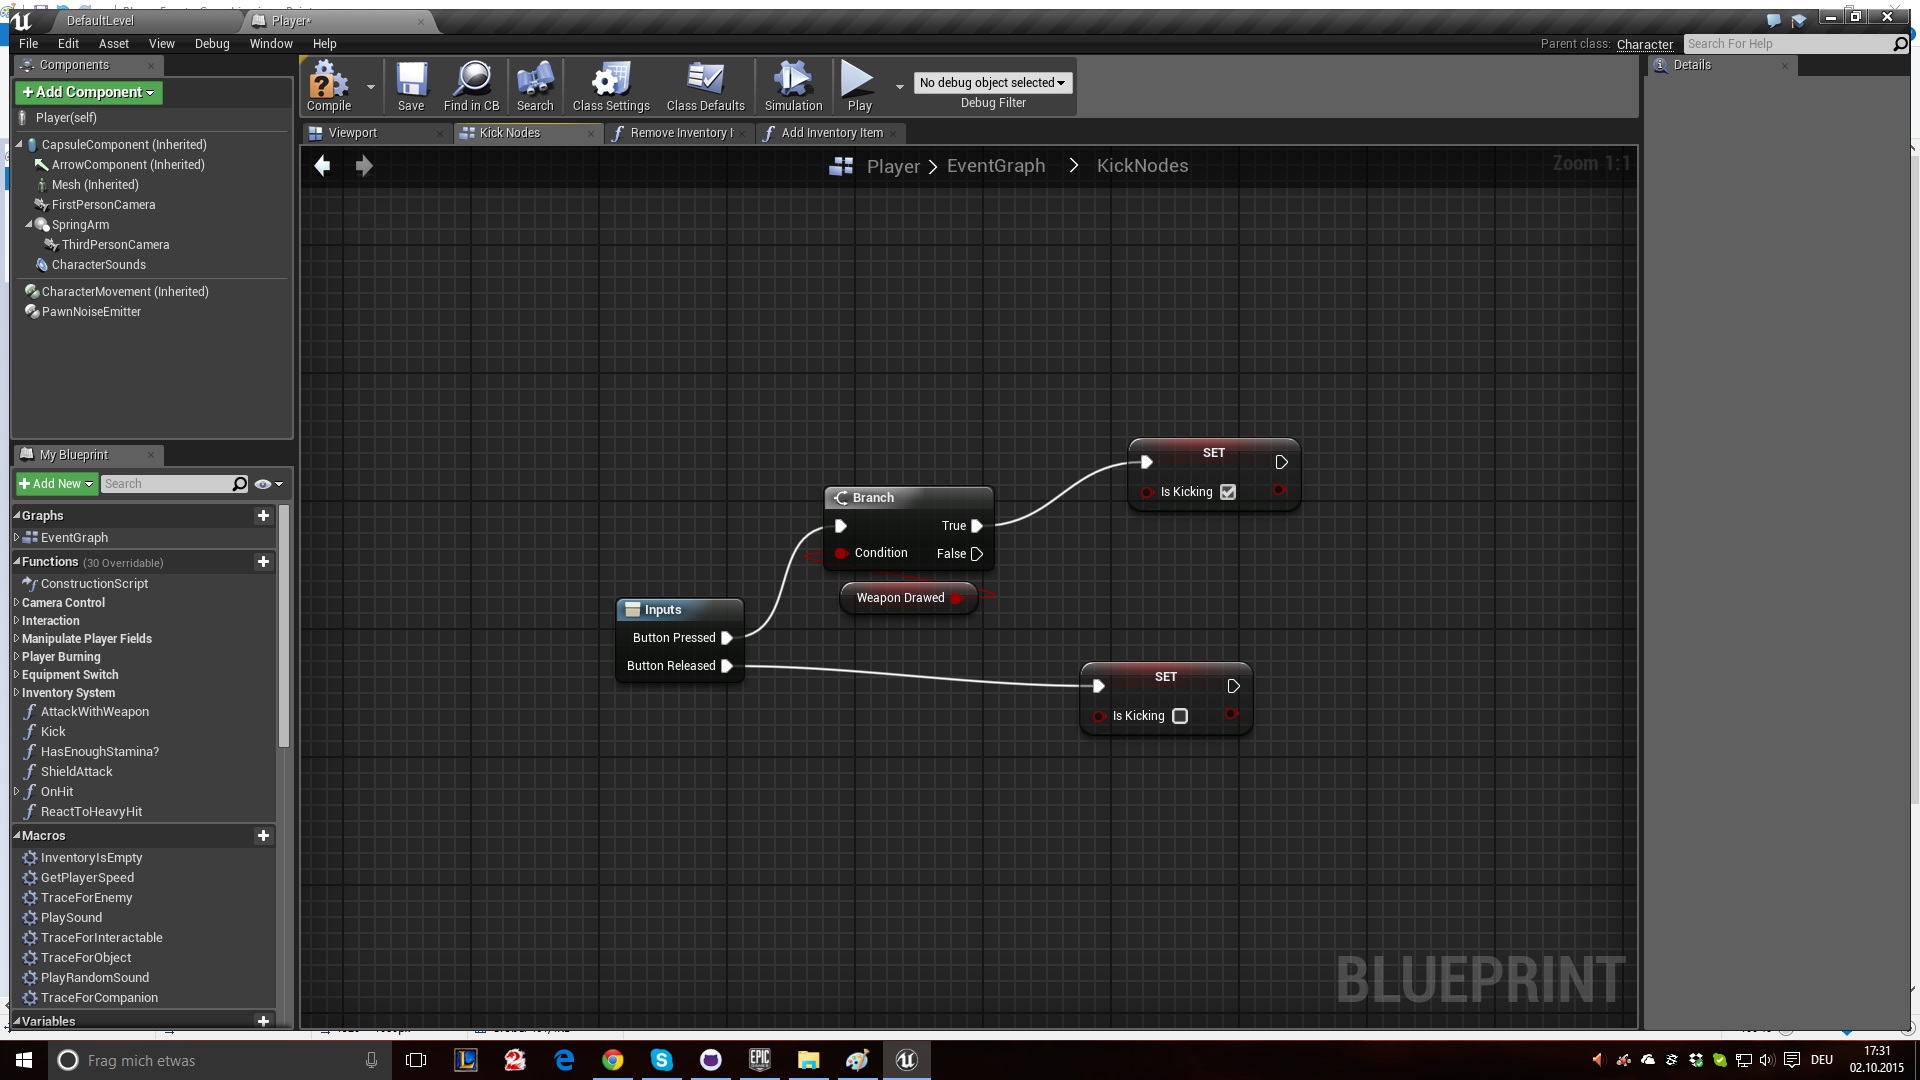 DefaultLevel
Player*
File Edit Asset View Debug Window Help
Parent class: Character
Search For Help
Components
Add Component
Player(self)
CapsuleComponent (Inherited)
ArrowComponent (Inherited)
Mesh (Inherited)
FirstPersonCamera
SpringArm
ThirdPersonCamera
CharacterSounds
CharacterMovement (Inherited)
PawnNoiseEmitter
My Blueprint
Add New
Search
Graphs
EventGraph
Functions (30 Overridable)
ConstructionScript
Camera Control
Interaction
Manipulate Player Fields
Player Burning
Equipment Switch
Inventory System
AttackWithWeapon
Kick
HasEnoughStamina?
ShieldAttack
OnHit
ReactToHeavyHit
Macros
InventoryIsEmpty
GetPlayerSpeed
TraceForEnemy
PlaySound
TraceForInteractable
TraceForObject
PlayRandomSound
TraceForCompanion
Variables
Compile
Save
Find in CB
Search
Class Settings
Class Defaults
Simulation
Play
No debug object selected
Debug Filter
Viewport
Kick Nodes
Remove Inventory I
Add Inventory Item
Player > EventGraph > KickNodes
Zoom 1:1
SET
Is Kicking
Branch
True
Condition
False
Weapon Drawed
Inputs
Button Pressed
Button Released
SET
Is Kicking
BLUEPRINT
Details
Frag mich etwas
EPIC
DEU
17:31
02.10.2015